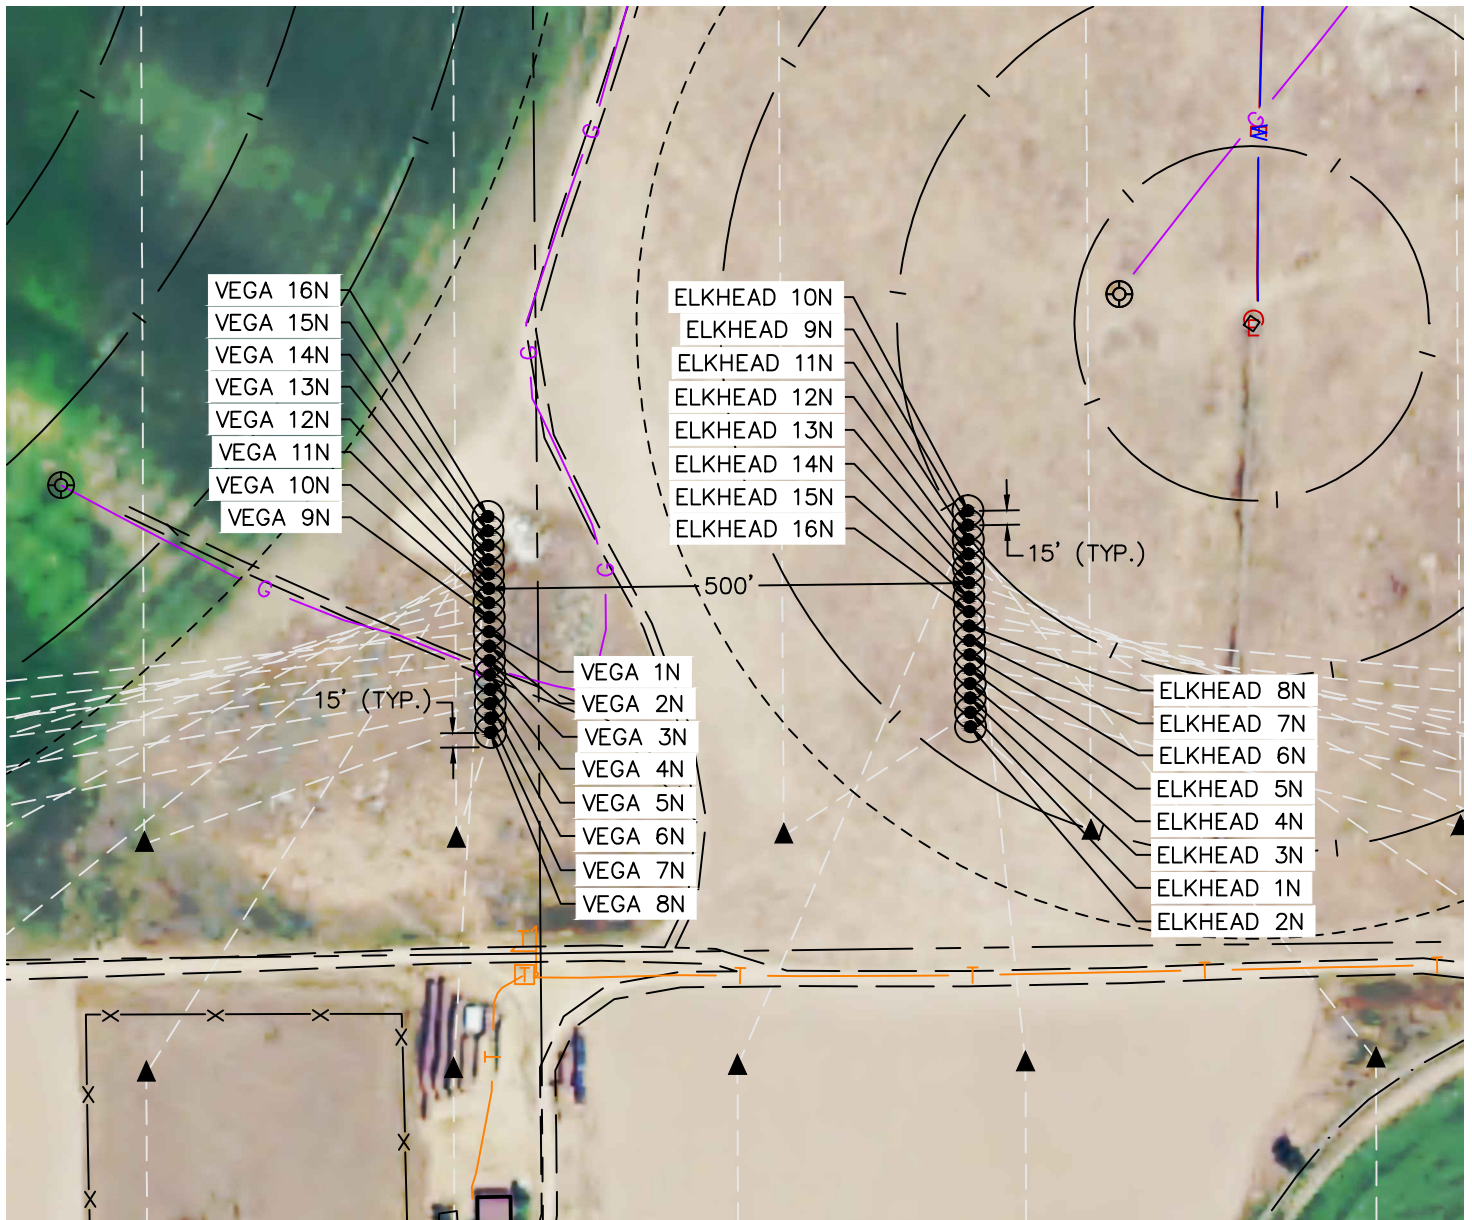 G
G
W
VEGA 16N
VEGA 15N
VEGA 14N
VEGA 13N
VEGA 12N
VEGA 11N
VEGA 10N
VEGA 9N
G
ELKHEAD 10N
ELKHEAD 9N
ELKHEAD 11N
ELKHEAD 12N
ELKHEAD 13N
ELKHEAD 14N
ELKHEAD 15N
ELKHEAD 16N
15' (TYP.)
G
G
500'
15' (TYP.)
VEGA 1N
VEGA 2N
VEGA 3N
VEGA 4N
VEGA 5N
VEGA 6N
VEGA 7N
VEGA 8N
ELKHEAD 8N
ELKHEAD 7N
ELKHEAD 6N
ELKHEAD 5N
ELKHEAD 4N
ELKHEAD 3N
ELKHEAD 1N
ELKHEAD 2N
T
T
T
T
T
T
T